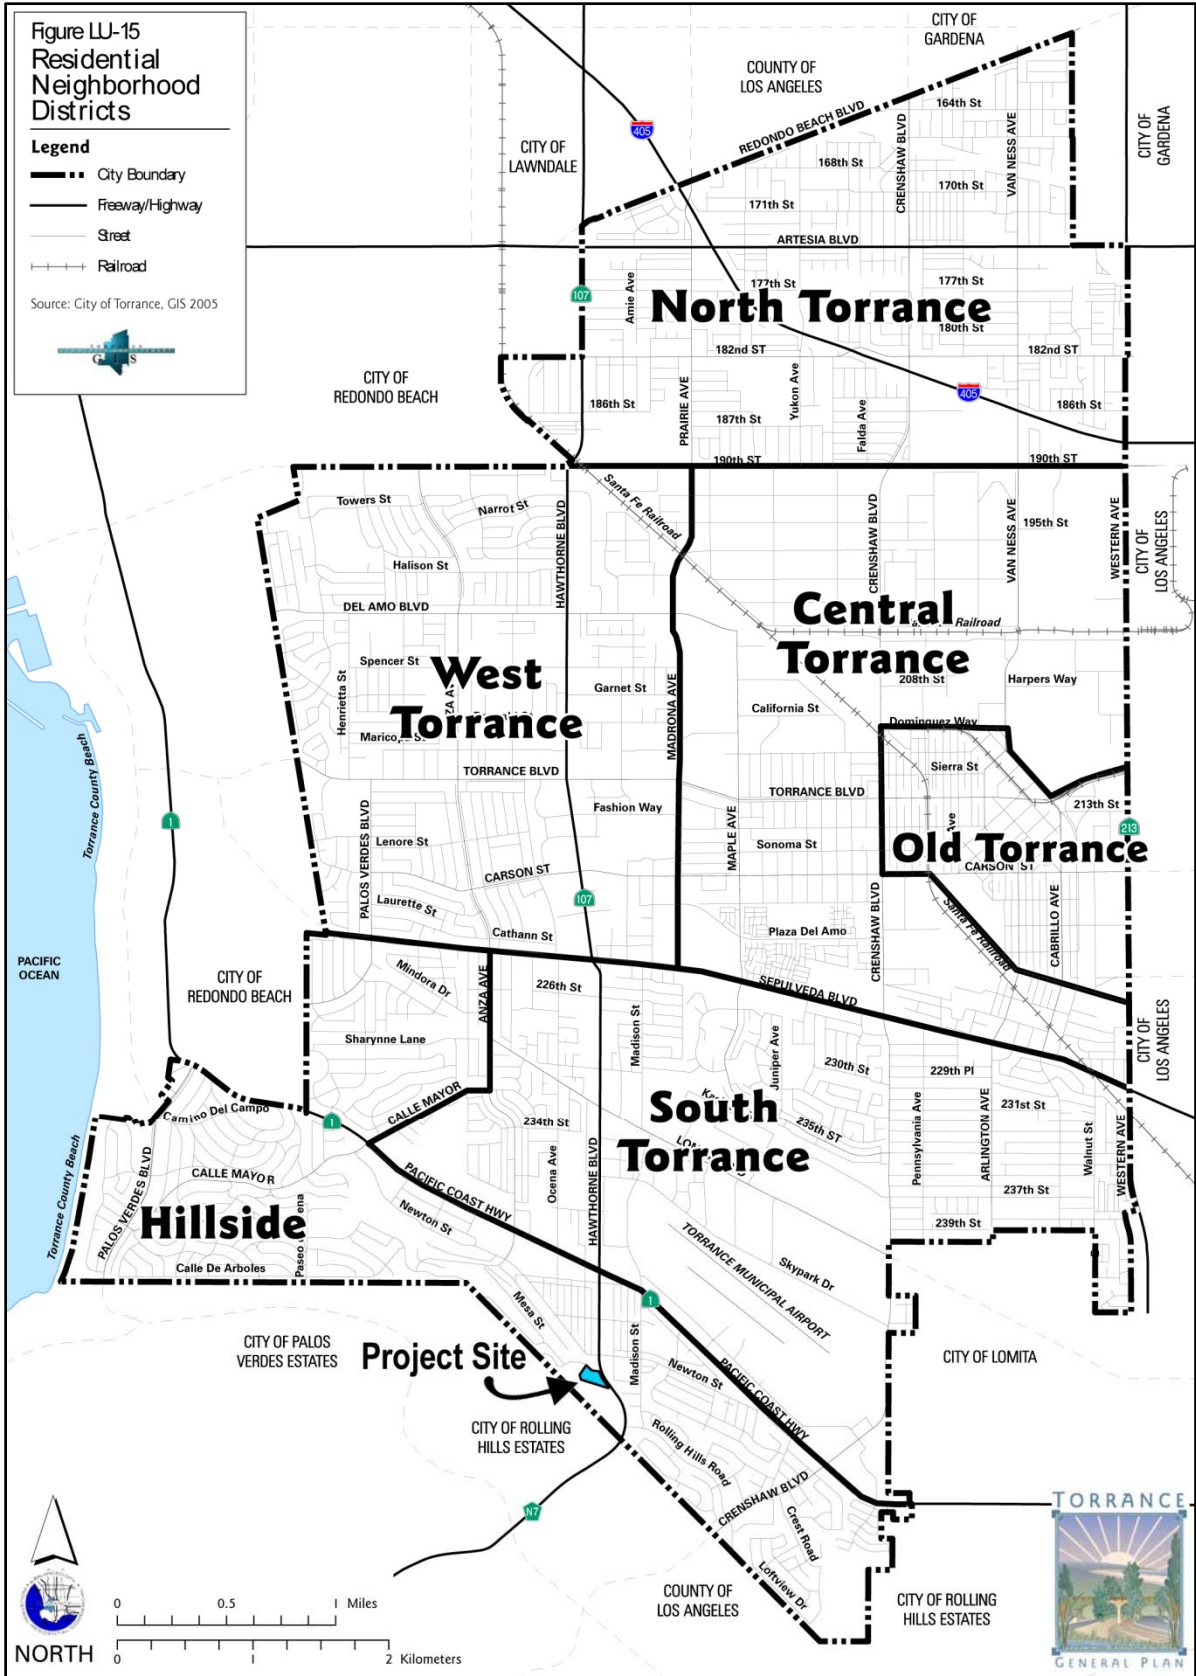 Figure LU-15
Residential
Neighborhood
Districts
Legend
City Boundary
Freeway/Highway
Street
Railroad
Source: City of Torrance, GIS 2005
GIS
CITY OF
GARDENA
COUNTY OF
LOS ANGELES
REDONDO BEACH BLVD
164th St
CITY OF
GARDENA
405
CITY OF
LAWNDALE
168th St
CRENSHAW BLVD
VAN NESS AVE
170th St
171st St
ARTESIA BLVD
107
Amie Ave
177th St
177th St
North Torrance
180th St
182nd ST
182nd ST
CITY OF
REDONDO BEACH
405
186th St
PRAIRIE AVE
187th St
Yukon Ave
Falda Ave
186th St
190th ST
190th ST
Towers St
Narrot St
HAWTHORNE BLVD
Santa Fe Railroad
CRENSHAW BLVD
VAN NESS AVE
195th St
WESTERN AVE
CITY OF
LOS ANGELES
Halison St
DEL AMO BLVD
Central
Torrance
Railroad
Spencer St
West
Torrance
Henrietta St
Garnet St
MADRONA AVE
208th St
Harpers Way
California St
Maricopa St
Dominguez Way
TORRANCE BLVD
Sierra St
TORRANCE BLVD
Fashion Way
213th St
213
PALOS VERDES BLVD
MAPLE AVE
Ave
Lenore St
Sonoma St
Old Torrance
CARSON ST
CARSON ST
107
Laurette St
CRENSHAW BLVD
CABRILLO AVE
Santa Fe Railroad
Cathann St
Plaza Del Amo
Torrance County Beach
1
PACIFIC
OCEAN
CITY OF
REDONDO BEACH
Mindora Dr
ANZA AVE
226th St
SEPULVEDA BLVD
Madison St
Juniper Ave
Sharynne Lane
230th St
229th Pl
CITY OF
LOS ANGELES
CALLE MAYOR
South
Torrance
231st St
Camino Del Campo
1
234th St
235th ST
Pennsylvania Ave
ARLINGTON AVE
Walnut St
WESTERN AVE
Torrance County Beach
PALOS VERDES BLVD
CALLE MAYOR
PACIFIC COAST HWY
Ocena Ave
HAWTHORNE BLVD
237th St
Hillside
Newton St
239th St
Calle De Arboles
Mesa St
TORRANCE MUNICIPAL AIRPORT
Skypark Dr
1
CITY OF PALOS
VERDES ESTATES
Project Site
Madison St
Newton St
PACIFIC COAST HWY
CITY OF LOMITA
CITY OF ROLLING
HILLS ESTATES
Rolling Hills Road
CRENSHAW BLVD
Crest Road
N7
Loftview Dr
COUNTY OF
LOS ANGELES
CITY OF ROLLING
HILLS ESTATES
NORTH
0 0.5 1 Miles
0 1 2 Kilometers
TORRANCE
GENERAL PLAN